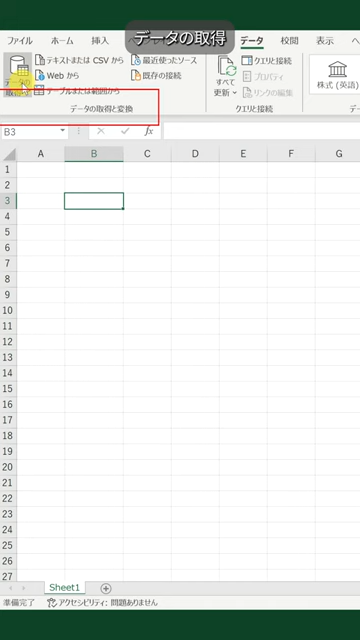 データの取得
ファイル ホーム 挿入 データ 校閲 表示
テキストまたは CSV から 最近使ったソース クエリと接続
Web から 既存の接続 プロパティ
データの取得 テーブルまたは範囲から すべて更新 リンクの編集 株式 (英語)
データの取得と変換 クエリと接続
B3 fx
A B C D E F G
1
2
3
4
5
6
7
8
9
10
11
12
13
14
15
16
17
18
19
20
21
22
23
24
25
26
27
Sheet1
準備完了 アクセシビリティ: 問題ありません